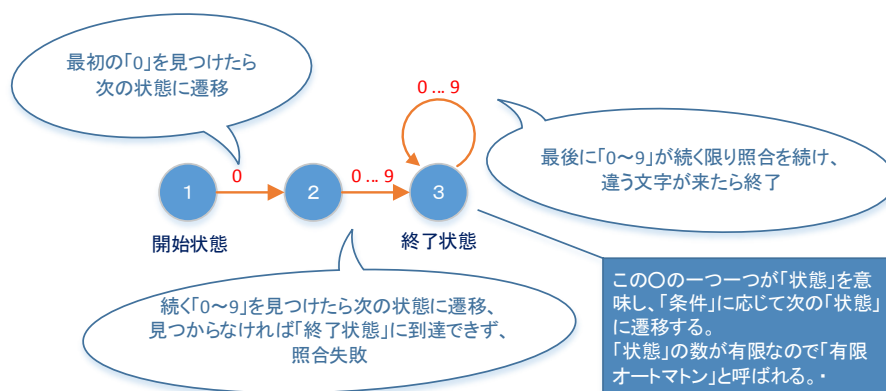 最初の「0」を見つけたら
次の状態に遷移
0 ... 9
最後に「0～9」が続く限り照合を続け、
違う文字が来たら終了
1
0
2
0 ... 9
3
開始状態
終了状態
続く「0～9」を見つけたら次の状態に遷移、
見つからなければ「終了状態」に到達できず、
照合失敗
この〇の一つ一つが「状態」を意
味し、「条件」に応じて次の「状態」
に遷移する。
「状態」の数が有限なので「有限
オートマトン」と呼ばれる。・